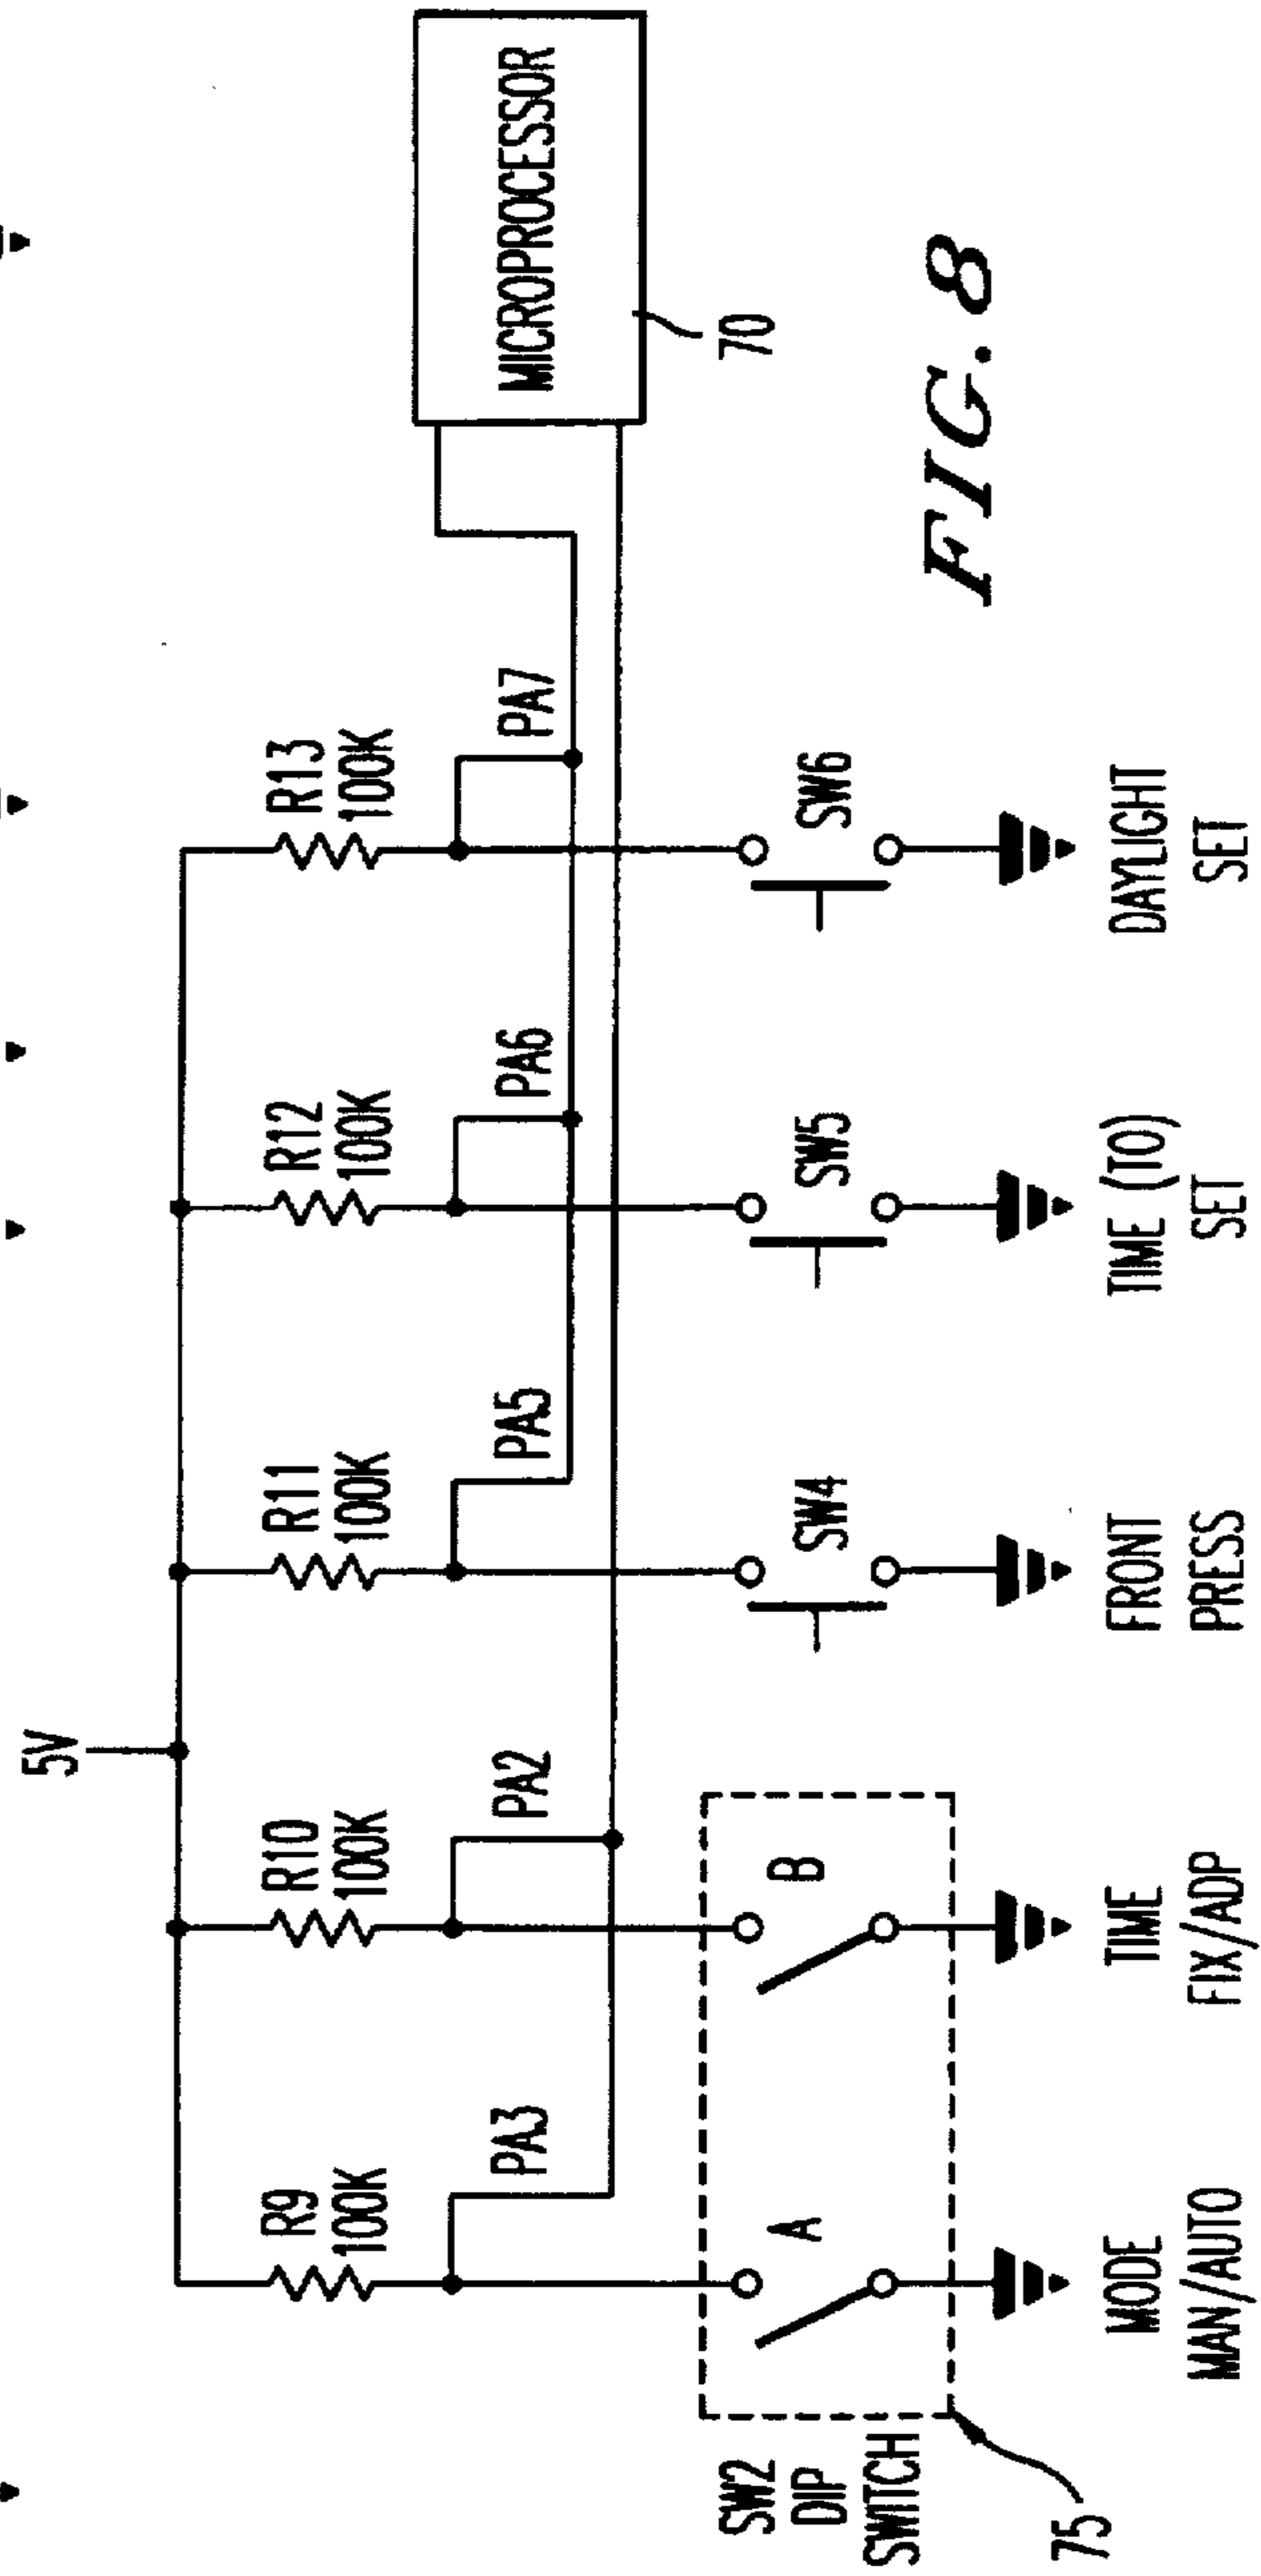 5V
R9
100K
R10
100K
R11
100K
R12
100K
R13
100K
PA3
PA2
PA5
PA6
PA7
MICROPROCESSOR
70
SW2
DIP
SWITCH
75
A
B
SW4
SW5
SW6
MODE
MAN/AUTO
TIME
FIX/ADP
FRONT
PRESS
TIME (TO)
SET
DAYLIGHT
SET
FIG. 8